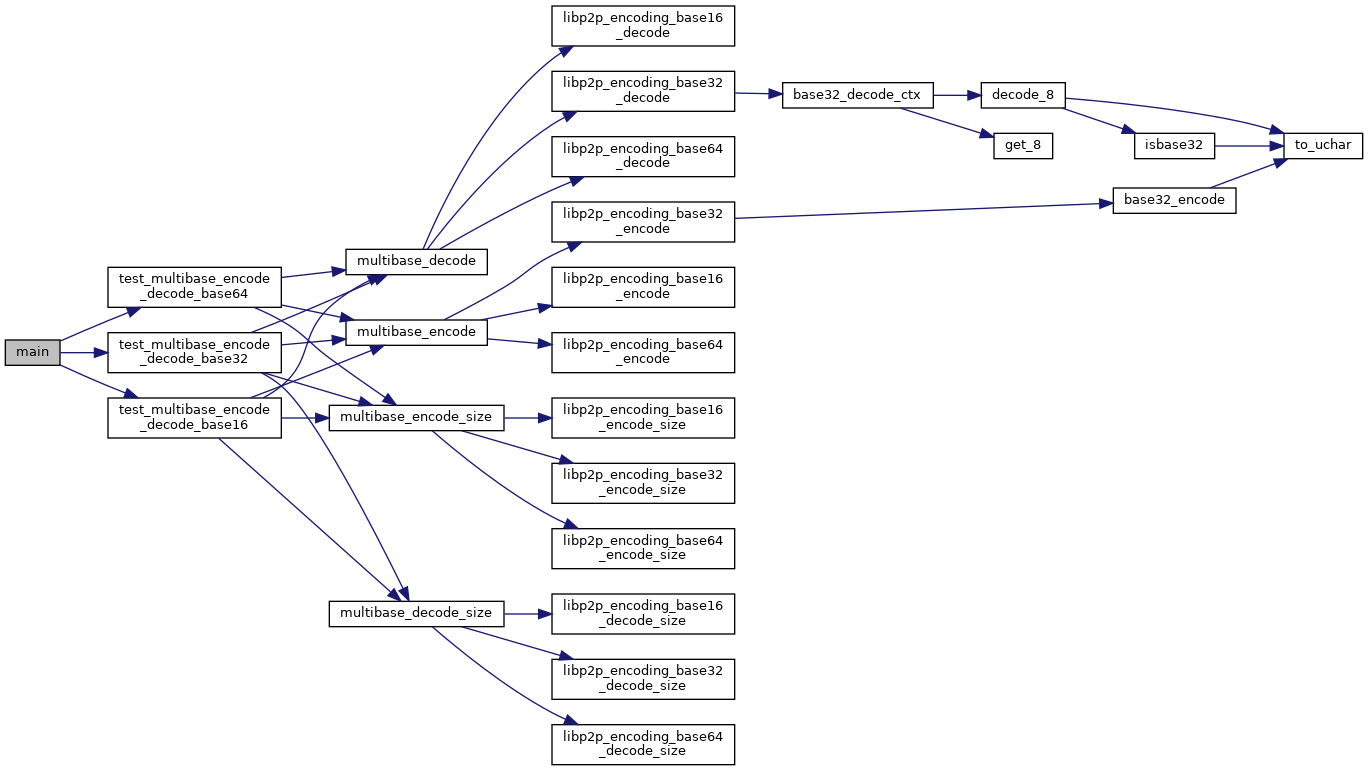 main
test_multibase_encode
_decode_base64
test_multibase_encode
_decode_base32
test_multibase_encode
_decode_base16
multibase_decode
multibase_encode
multibase_encode_size
multibase_decode_size
libp2p_encoding_base16
_decode
libp2p_encoding_base32
_decode
libp2p_encoding_base64
_decode
libp2p_encoding_base32
_encode
libp2p_encoding_base16
_encode
libp2p_encoding_base64
_encode
libp2p_encoding_base16
_encode_size
libp2p_encoding_base32
_encode_size
libp2p_encoding_base64
_encode_size
libp2p_encoding_base16
_decode_size
libp2p_encoding_base32
_decode_size
libp2p_encoding_base64
_decode_size
base32_decode_ctx
decode_8
get_8
isbase32
base32_encode
to_uchar